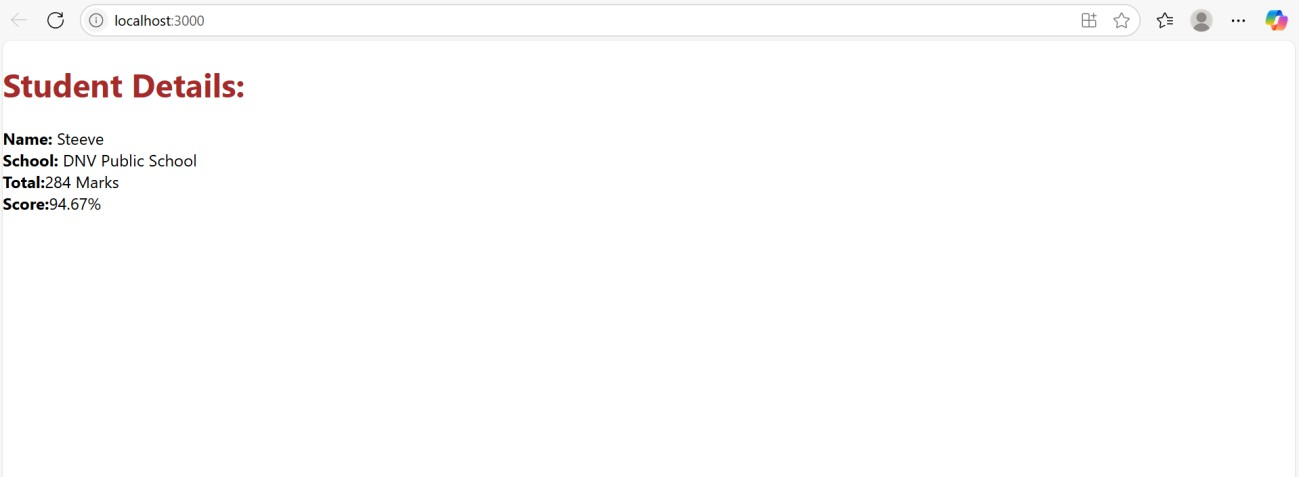 localhost:3000
Student Details:
Name: Steeve
School: DNV Public School
Total:284 Marks
Score:94.67%